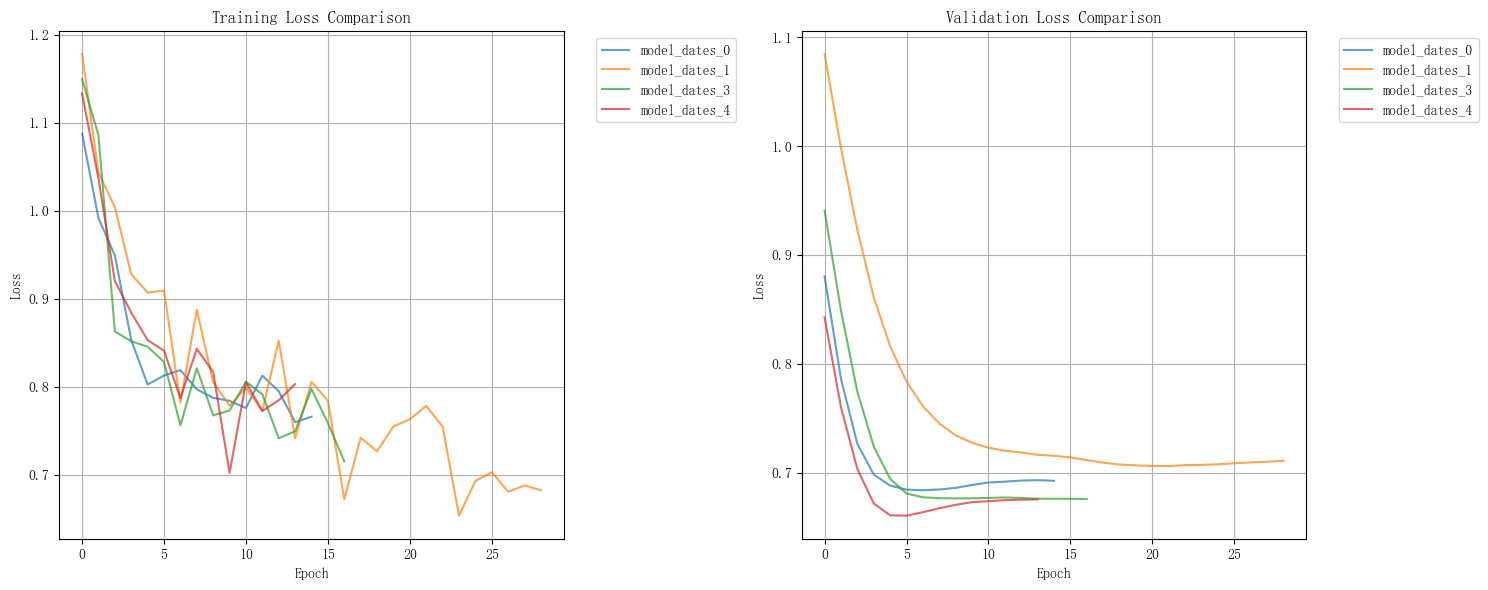 Training Loss Comparison
1.2
1.1
1.0
0.9
0.8
0.7
Loss
0
5
10
15
20
25
Epoch
model_dates_0
model_dates_1
model_dates_3
model_dates_4
Validation Loss Comparison
1.1
1.0
0.9
0.8
0.7
Loss
0
5
10
15
20
25
Epoch
model_dates_0
model_dates_1
model_dates_3
model_dates_4